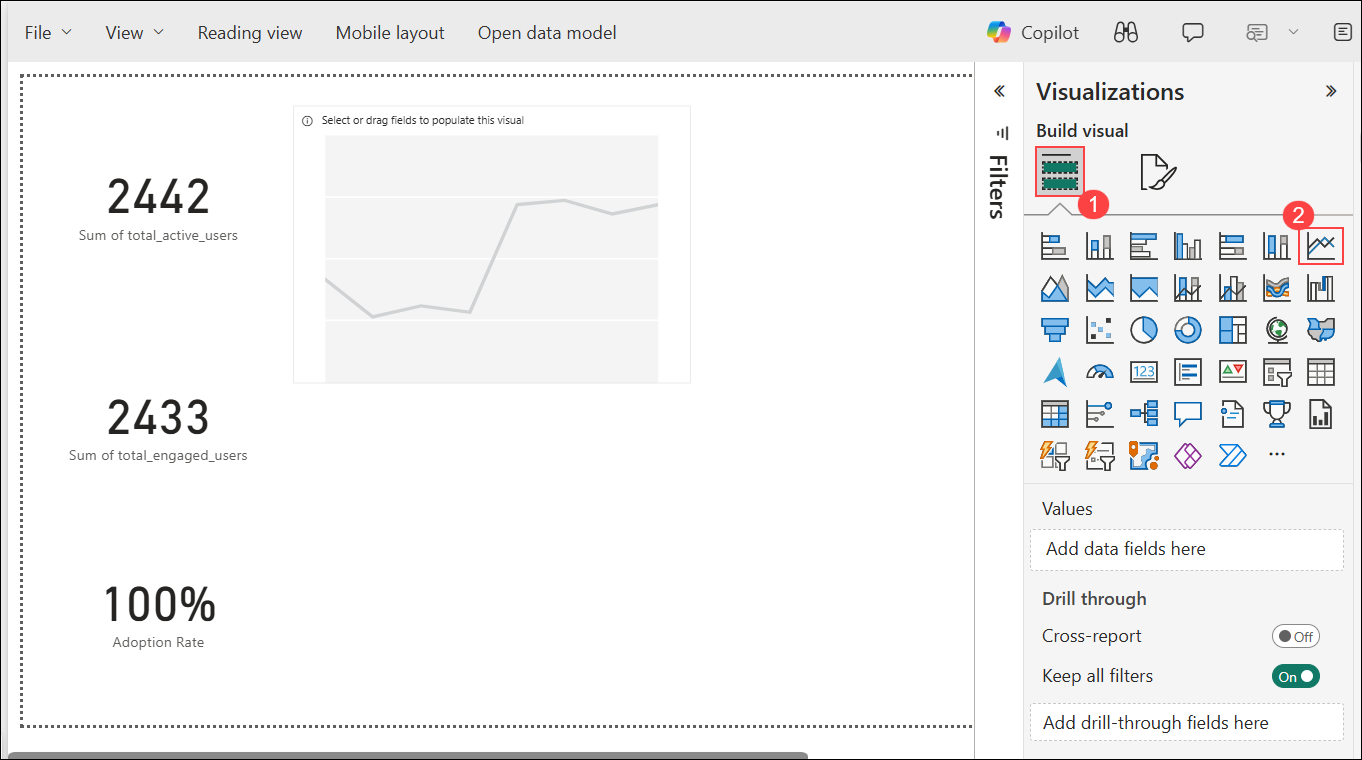 File
View
Reading view
Mobile layout
Open data model
Copilot
Visualizations
Build visual
1
2
Filters
Select or drag fields to populate this visual
2442
Sum of total_active_users
2433
Sum of total_engaged_users
100%
Adoption Rate
123
Values
Add data fields here
Drill through
Cross-report
Off
Keep all filters
On
Add drill-through fields here